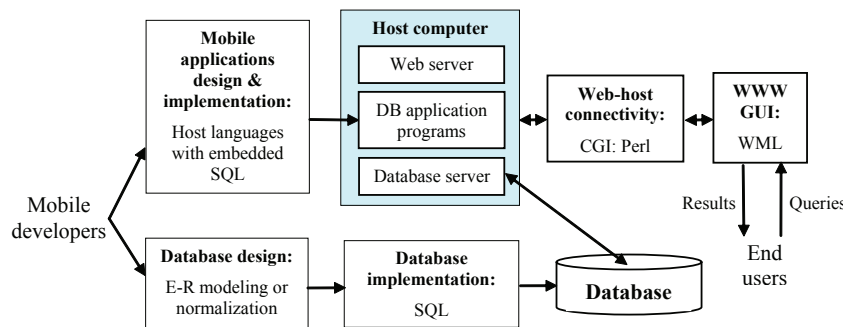 Mobile
applications
design &
implementation:
Host languages
with embedded
SQL
Host computer
Web server
DB application
programs
Database server
Web-host
connectivity:
CGI: Perl
WWW
GUI:
WML
Results
Queries
End
users
Mobile
developers
Database design:
E-R modeling or
normalization
Database
implementation:
SQL
Database